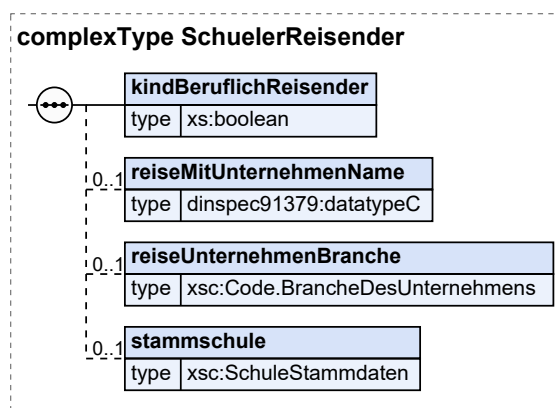 complexType SchuelerReisender
kindBeruflichReisender
type xs:boolean
0..1 reiseMitUnternehmenName
type dinspec91379:datatypeC
0..1 reiseUnternehmenBranche
type xsc:Code.BrancheDesUnternehmens
0..1 stammschule
type xsc:SchuleStammdaten